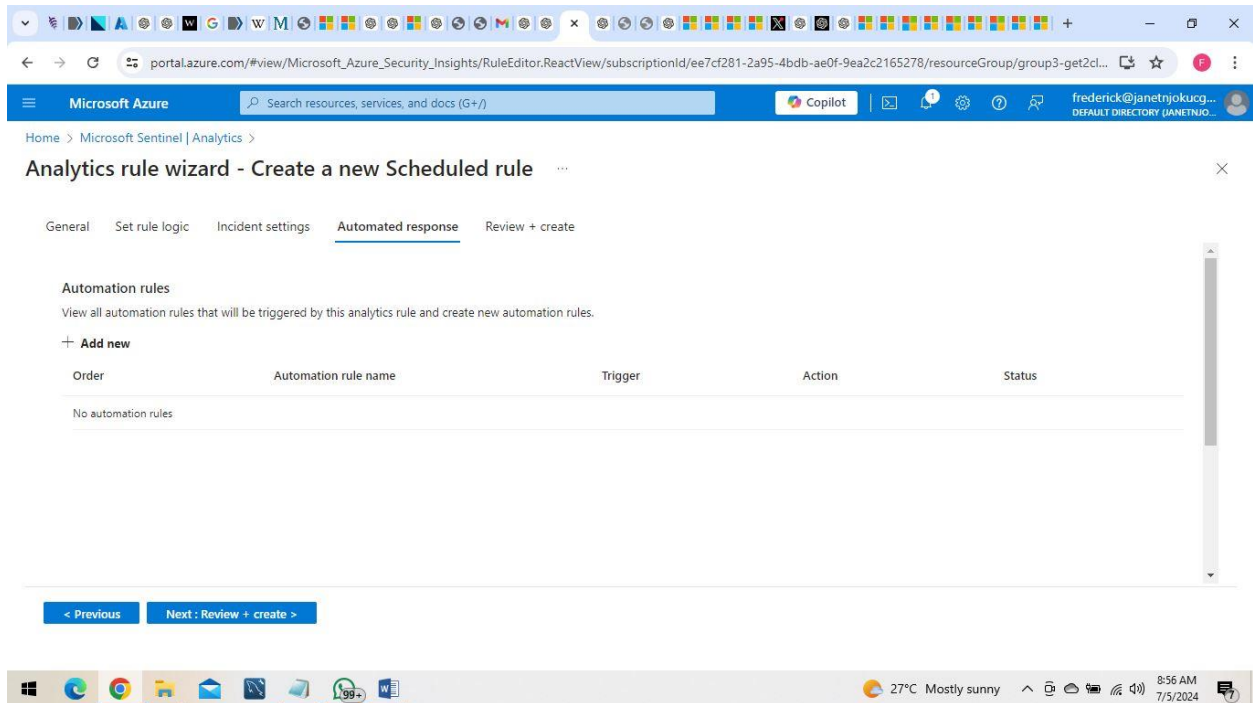 portal.azure.com/#view/Microsoft_Azure_Security_Insights/RuleEditor.ReactView/subscriptionId/ee7cf281-2a95-4bdb-ae0f-9ea2c2165278/resourceGroup/group3-get2cl...
Microsoft Azure
Search resources, services, and docs (G+/)
Copilot
1
frederick@janetnjokucg...
DEFAULT DIRECTORY (JANETNJO...
F
Home > Microsoft Sentinel | Analytics >
Analytics rule wizard - Create a new Scheduled rule ...
General Set rule logic Incident settings Automated response Review + create
Automation rules
View all automation rules that will be triggered by this analytics rule and create new automation rules.
+ Add new
Order Automation rule name Trigger Action Status
No automation rules
< Previous Next : Review + create >
99+
27°C Mostly sunny
8:56 AM
7/5/2024
7